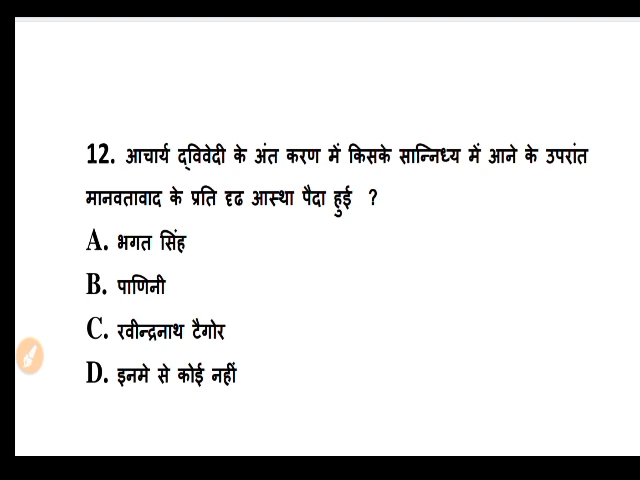 12. आचार्य द्विवेदी के अंत करण में किसके सान्निध्य में आने के उपरांत
मानवतावाद के प्रति दृढ आस्था पैदा हुई ?
A. भगत सिंह
B. पाणिनी
C. रवीन्द्रनाथ टैगोर
D. इनमे से कोई नहीं